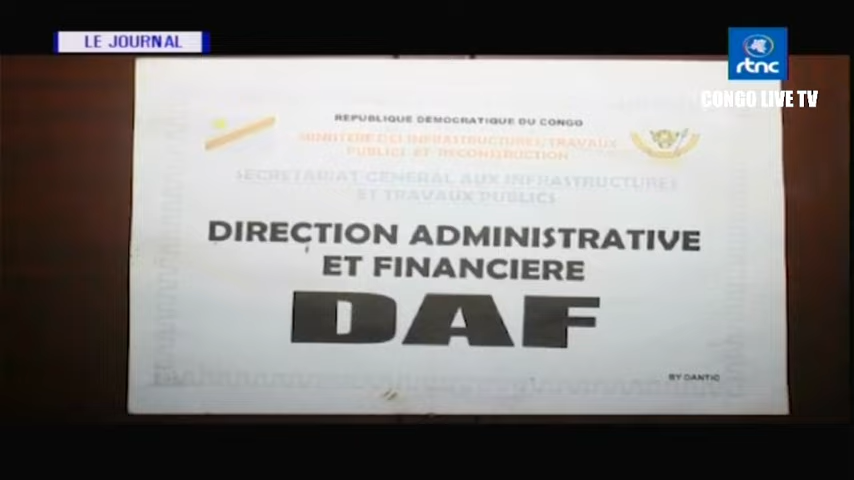 LE JOURNAL
rtnc
CONGO LIVE TV
REPUBLIQUE DEMOCRATIQUE DU CONGO
MINISTERE DES INFRASTRUCTURES, TRAVAUX
PUBLICS ET RECONSTRUCTION
SECRETARIAT GENERAL AUX INFRASTRUCTURES
ET TRAVAUX PUBLICS
DIRECTION ADMINISTRATIVE
ET FINANCIERE
DAF
BY DANTIC